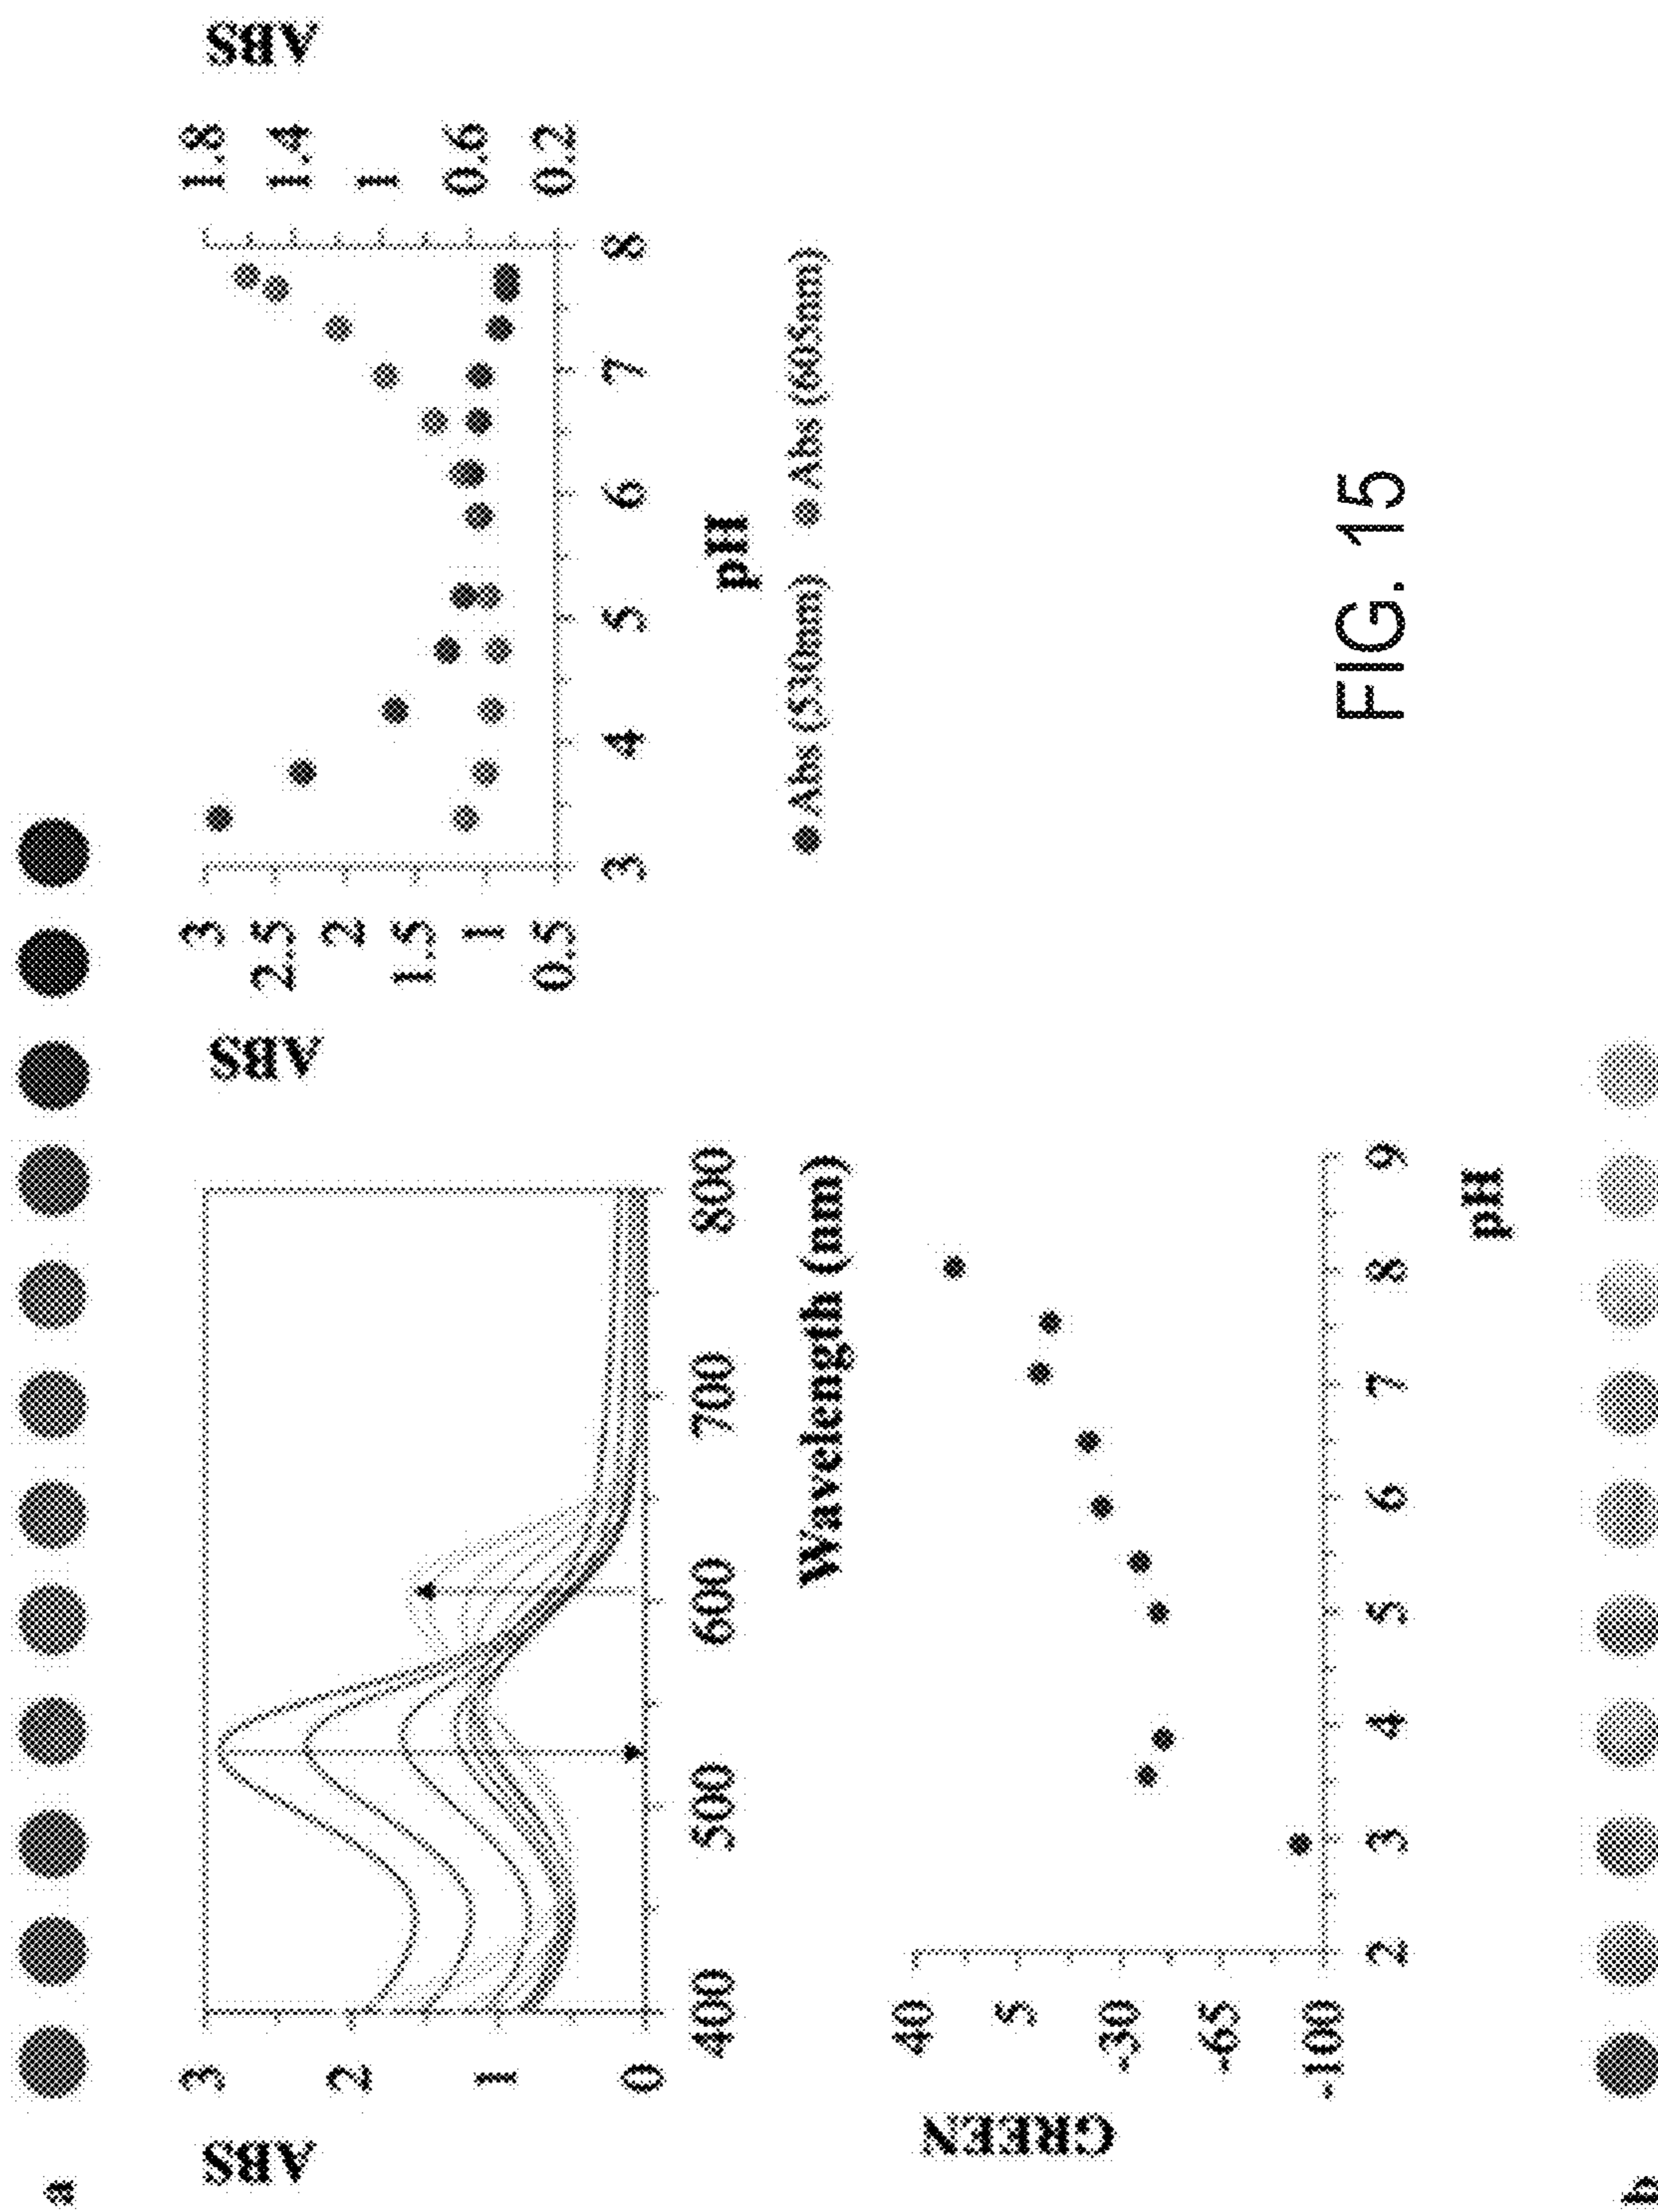 a
ABS
3
2
1
0
400 500 600 700 800
Wavelength (nm)
ABS
3
2.5
2
1.5
1
0.5
3 4 5 6 7 8
pH
ABS
1.8
1.4
1
0.6
0.2
Abs (530nm) Abs (605nm)
GREEN
40
5
-30
-65
-100
2 3 4 5 6 7 8 9
pH
FIG. 15
b